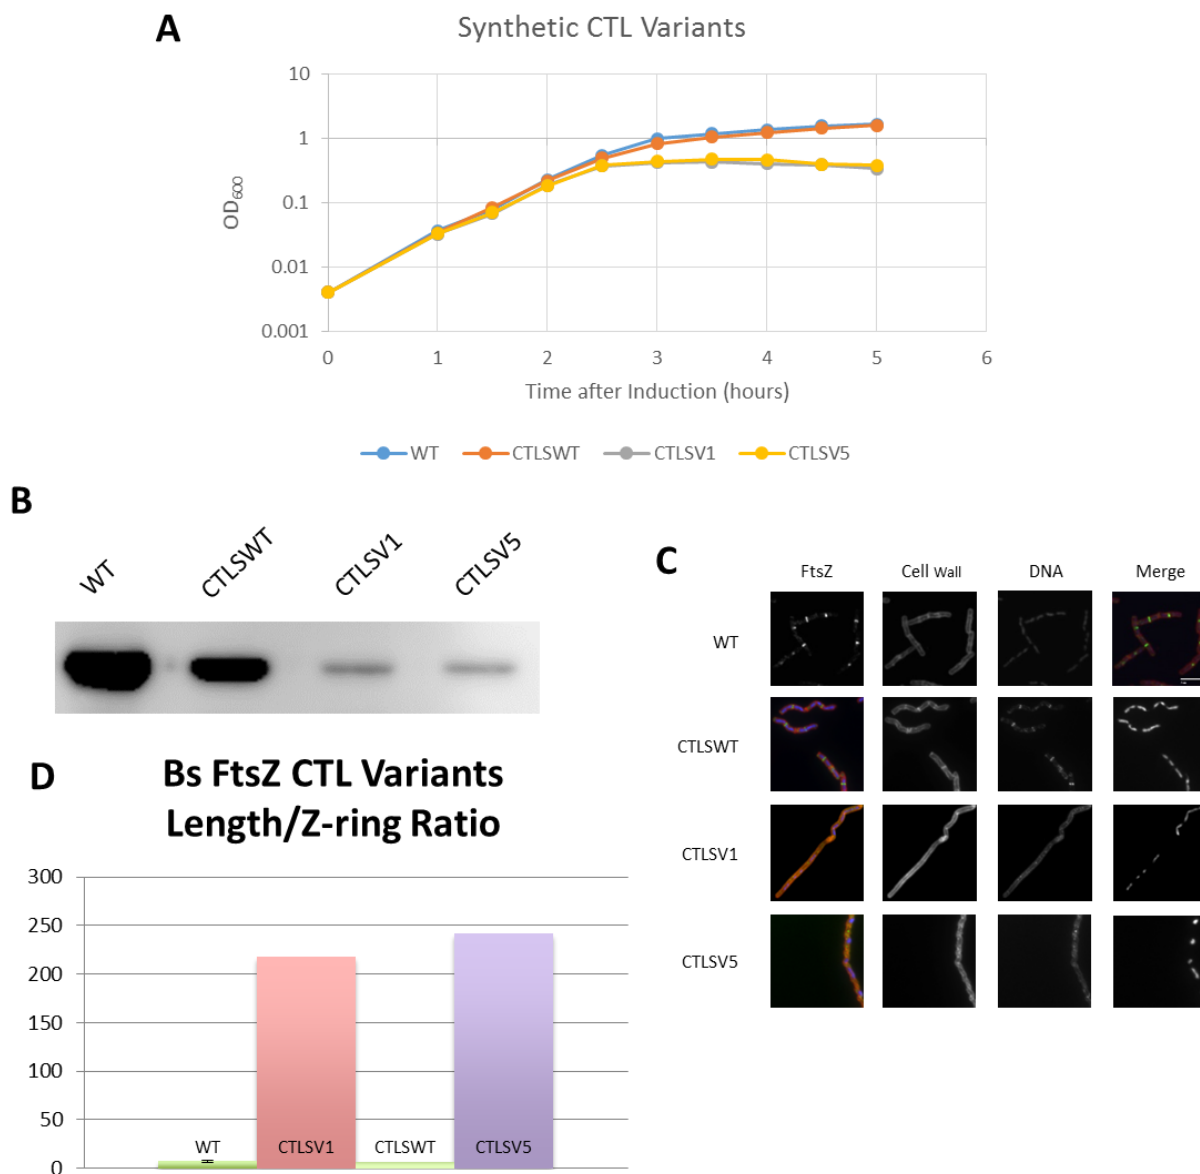 A
Synthetic CTL Variants
10
1
0.1
0.01
0.001
OD600
0 1 2 3 4 5 6
Time after Induction (hours)
WT CTLSWT CTLSV1 CTLSV5
B
WT CTLSWT CTLSV1 CTLSV5
C
FtsZ Cell Wall DNA Merge
WT
CTLSWT
CTLSV1
CTLSV5
D
Bs FtsZ CTL Variants
Length/Z-ring Ratio
300
250
200
150
100
50
0
WT CTLSV1 CTLSWT CTLSV5